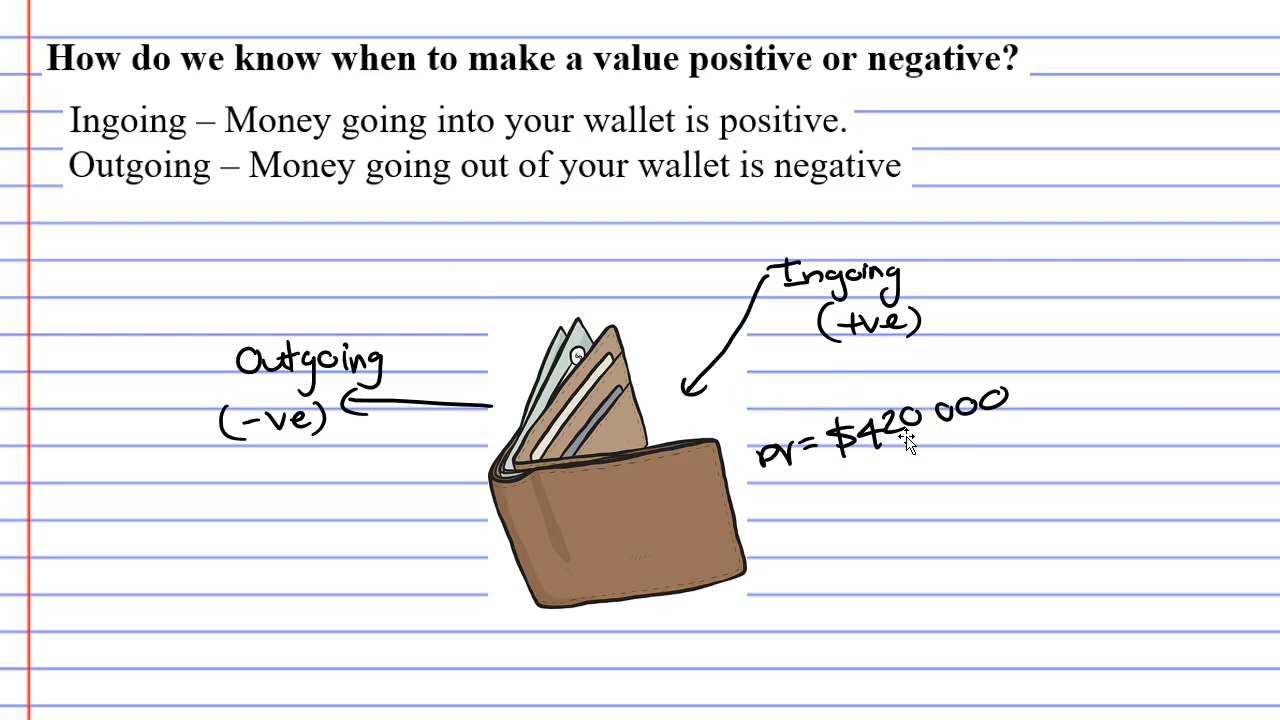 How do we know when to make a value positive or negative?
Ingoing – Money going into your wallet is positive.
Outgoing – Money going out of your wallet is negative
Ingoing
(+ve)
Outgoing
(-ve)
PV = $420 000